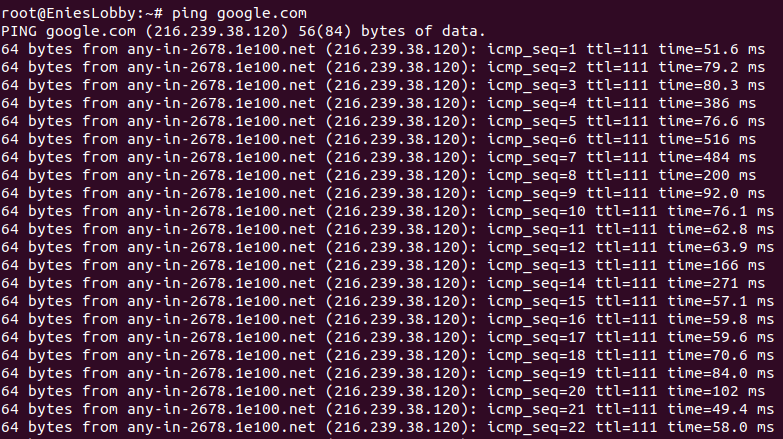 root@EniesLobby:~# ping google.com
PING google.com (216.239.38.120) 56(84) bytes of data.
64 bytes from any-in-2678.1e100.net (216.239.38.120): icmp_seq=1 ttl=111 time=51.6 ms
64 bytes from any-in-2678.1e100.net (216.239.38.120): icmp_seq=2 ttl=111 time=79.2 ms
64 bytes from any-in-2678.1e100.net (216.239.38.120): icmp_seq=3 ttl=111 time=80.3 ms
64 bytes from any-in-2678.1e100.net (216.239.38.120): icmp_seq=4 ttl=111 time=386 ms
64 bytes from any-in-2678.1e100.net (216.239.38.120): icmp_seq=5 ttl=111 time=76.6 ms
64 bytes from any-in-2678.1e100.net (216.239.38.120): icmp_seq=6 ttl=111 time=516 ms
64 bytes from any-in-2678.1e100.net (216.239.38.120): icmp_seq=7 ttl=111 time=484 ms
64 bytes from any-in-2678.1e100.net (216.239.38.120): icmp_seq=8 ttl=111 time=200 ms
64 bytes from any-in-2678.1e100.net (216.239.38.120): icmp_seq=9 ttl=111 time=92.0 ms
64 bytes from any-in-2678.1e100.net (216.239.38.120): icmp_seq=10 ttl=111 time=76.1 ms
64 bytes from any-in-2678.1e100.net (216.239.38.120): icmp_seq=11 ttl=111 time=62.8 ms
64 bytes from any-in-2678.1e100.net (216.239.38.120): icmp_seq=12 ttl=111 time=63.9 ms
64 bytes from any-in-2678.1e100.net (216.239.38.120): icmp_seq=13 ttl=111 time=166 ms
64 bytes from any-in-2678.1e100.net (216.239.38.120): icmp_seq=14 ttl=111 time=271 ms
64 bytes from any-in-2678.1e100.net (216.239.38.120): icmp_seq=15 ttl=111 time=57.1 ms
64 bytes from any-in-2678.1e100.net (216.239.38.120): icmp_seq=16 ttl=111 time=59.8 ms
64 bytes from any-in-2678.1e100.net (216.239.38.120): icmp_seq=17 ttl=111 time=59.6 ms
64 bytes from any-in-2678.1e100.net (216.239.38.120): icmp_seq=18 ttl=111 time=70.6 ms
64 bytes from any-in-2678.1e100.net (216.239.38.120): icmp_seq=19 ttl=111 time=84.0 ms
64 bytes from any-in-2678.1e100.net (216.239.38.120): icmp_seq=20 ttl=111 time=102 ms
64 bytes from any-in-2678.1e100.net (216.239.38.120): icmp_seq=21 ttl=111 time=49.4 ms
64 bytes from any-in-2678.1e100.net (216.239.38.120): icmp_seq=22 ttl=111 time=58.0 ms